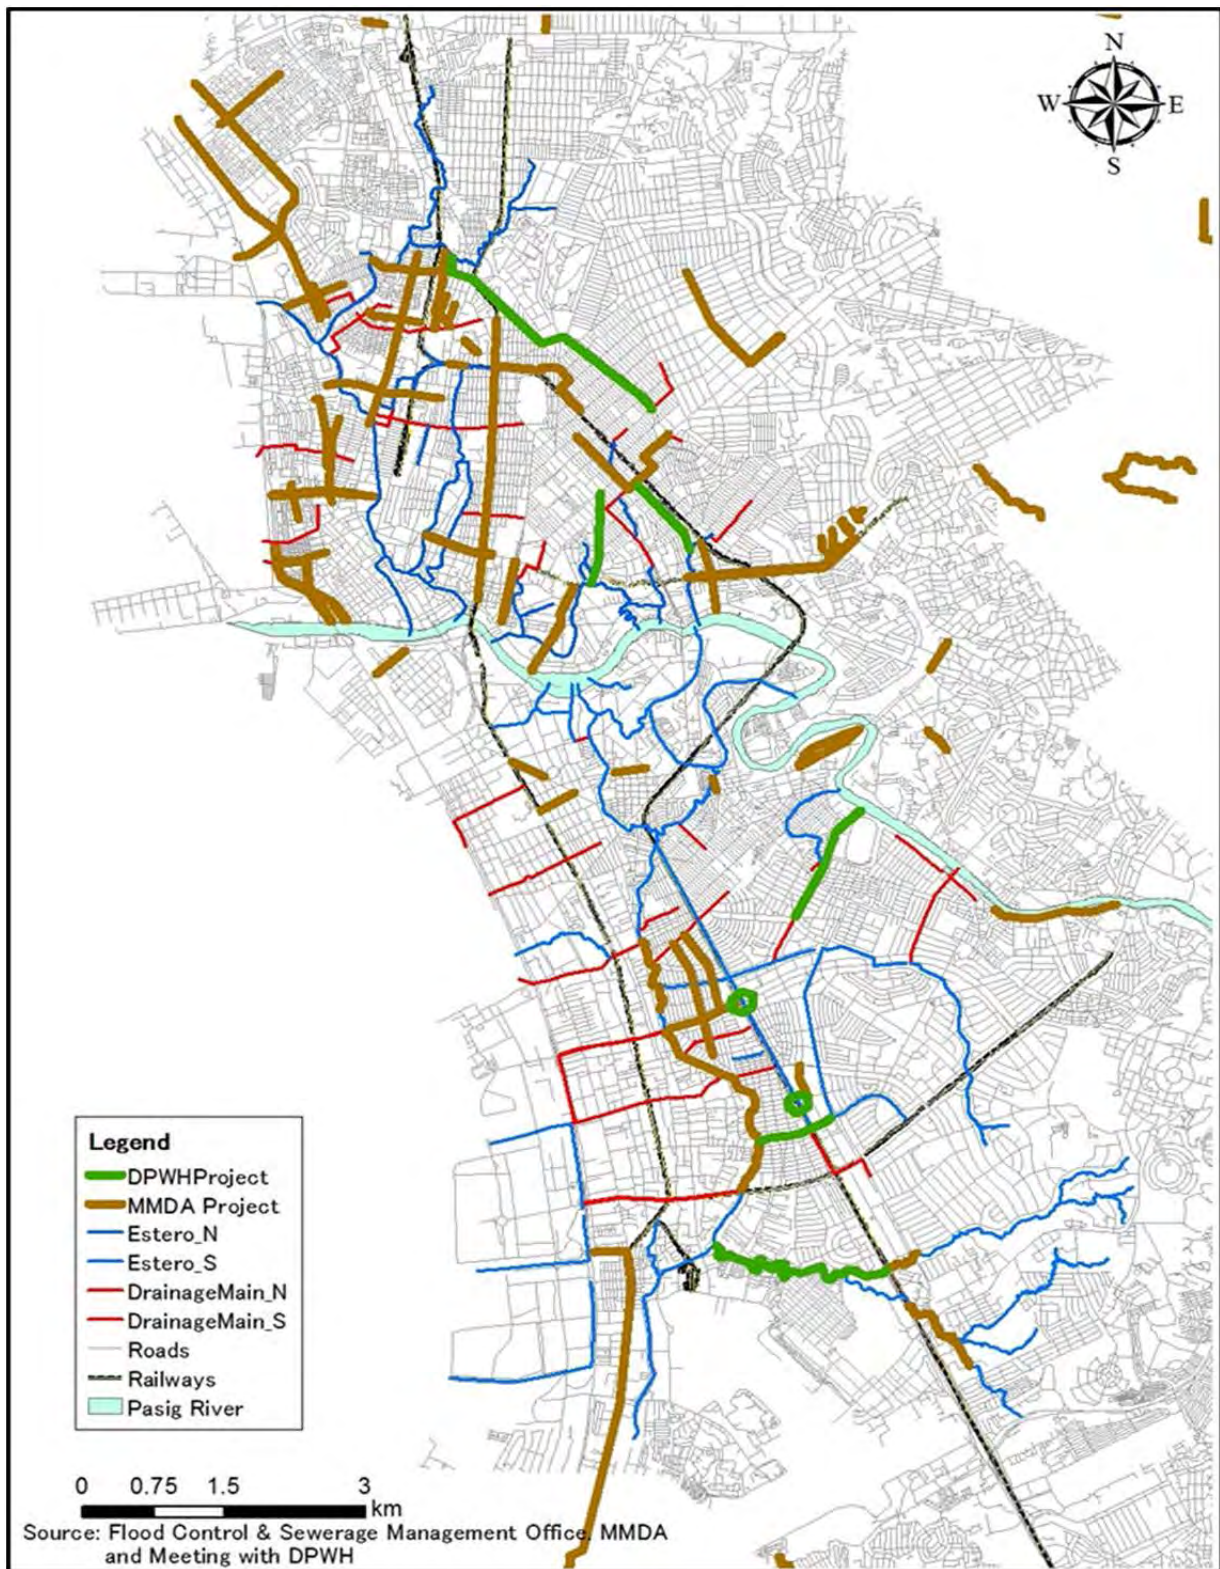 N
W E
S
Legend
DPWHProject
MMDA Project
Estero_N
Estero_S
DrainageMain_N
DrainageMain_S
Roads
Railways
Pasig River
0 0.75 1.5 3
km
Source: Flood Control & Sewerage Management Office, MMDA
and Meeting with DPWH